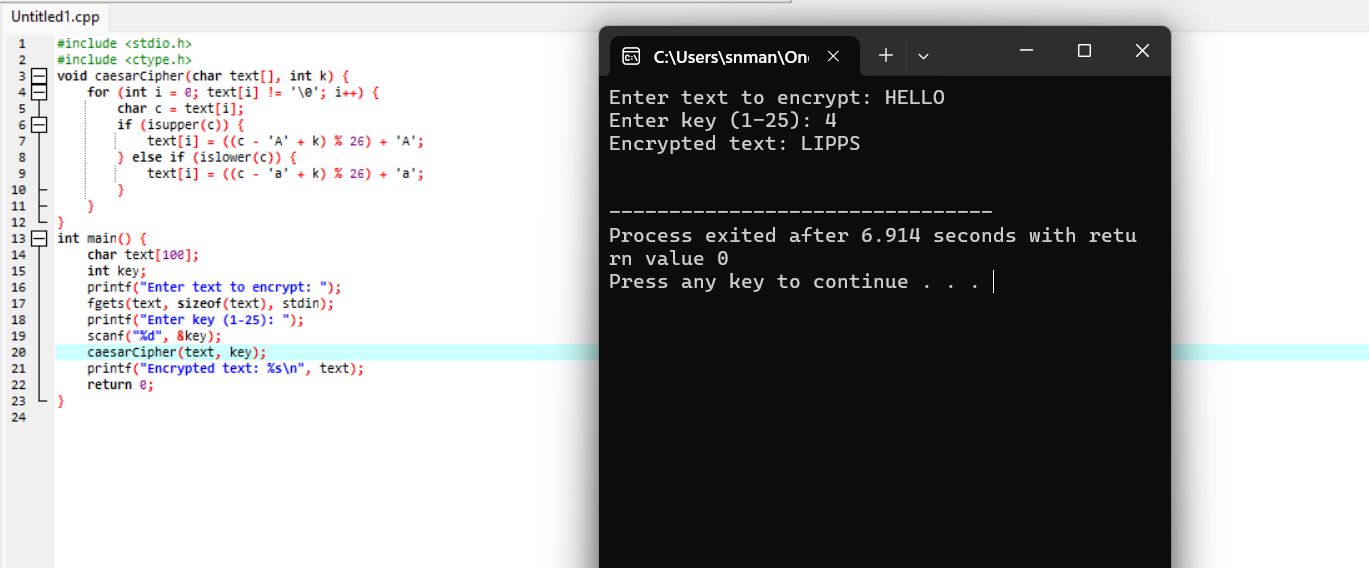 Untitled1.cpp
1 #include <stdio.h>
2 #include <ctype.h>
3 void caesarCipher(char text[], int k) {
4 for (int i = 0; text[i] != '\0'; i++) {
5 char c = text[i];
6 if (isupper(c)) {
7 text[i] = ((c - 'A' + k) % 26) + 'A';
8 } else if (islower(c)) {
9 text[i] = ((c - 'a' + k) % 26) + 'a';
10 }
11 }
12 }
13 int main() {
14 char text[100];
15 int key;
16 printf("Enter text to encrypt: ");
17 fgets(text, sizeof(text), stdin);
18 printf("Enter key (1-25): ");
19 scanf("%d", &key);
20 caesarCipher(text, key);
21 printf("Encrypted text: %s\n", text);
22 return 0;
23 }
24
C:\Users\snman\On
Enter text to encrypt: HELLO
Enter key (1-25): 4
Encrypted text: LIPPS
--------------------------------
Process exited after 6.914 seconds with retu
rn value 0
Press any key to continue . . .